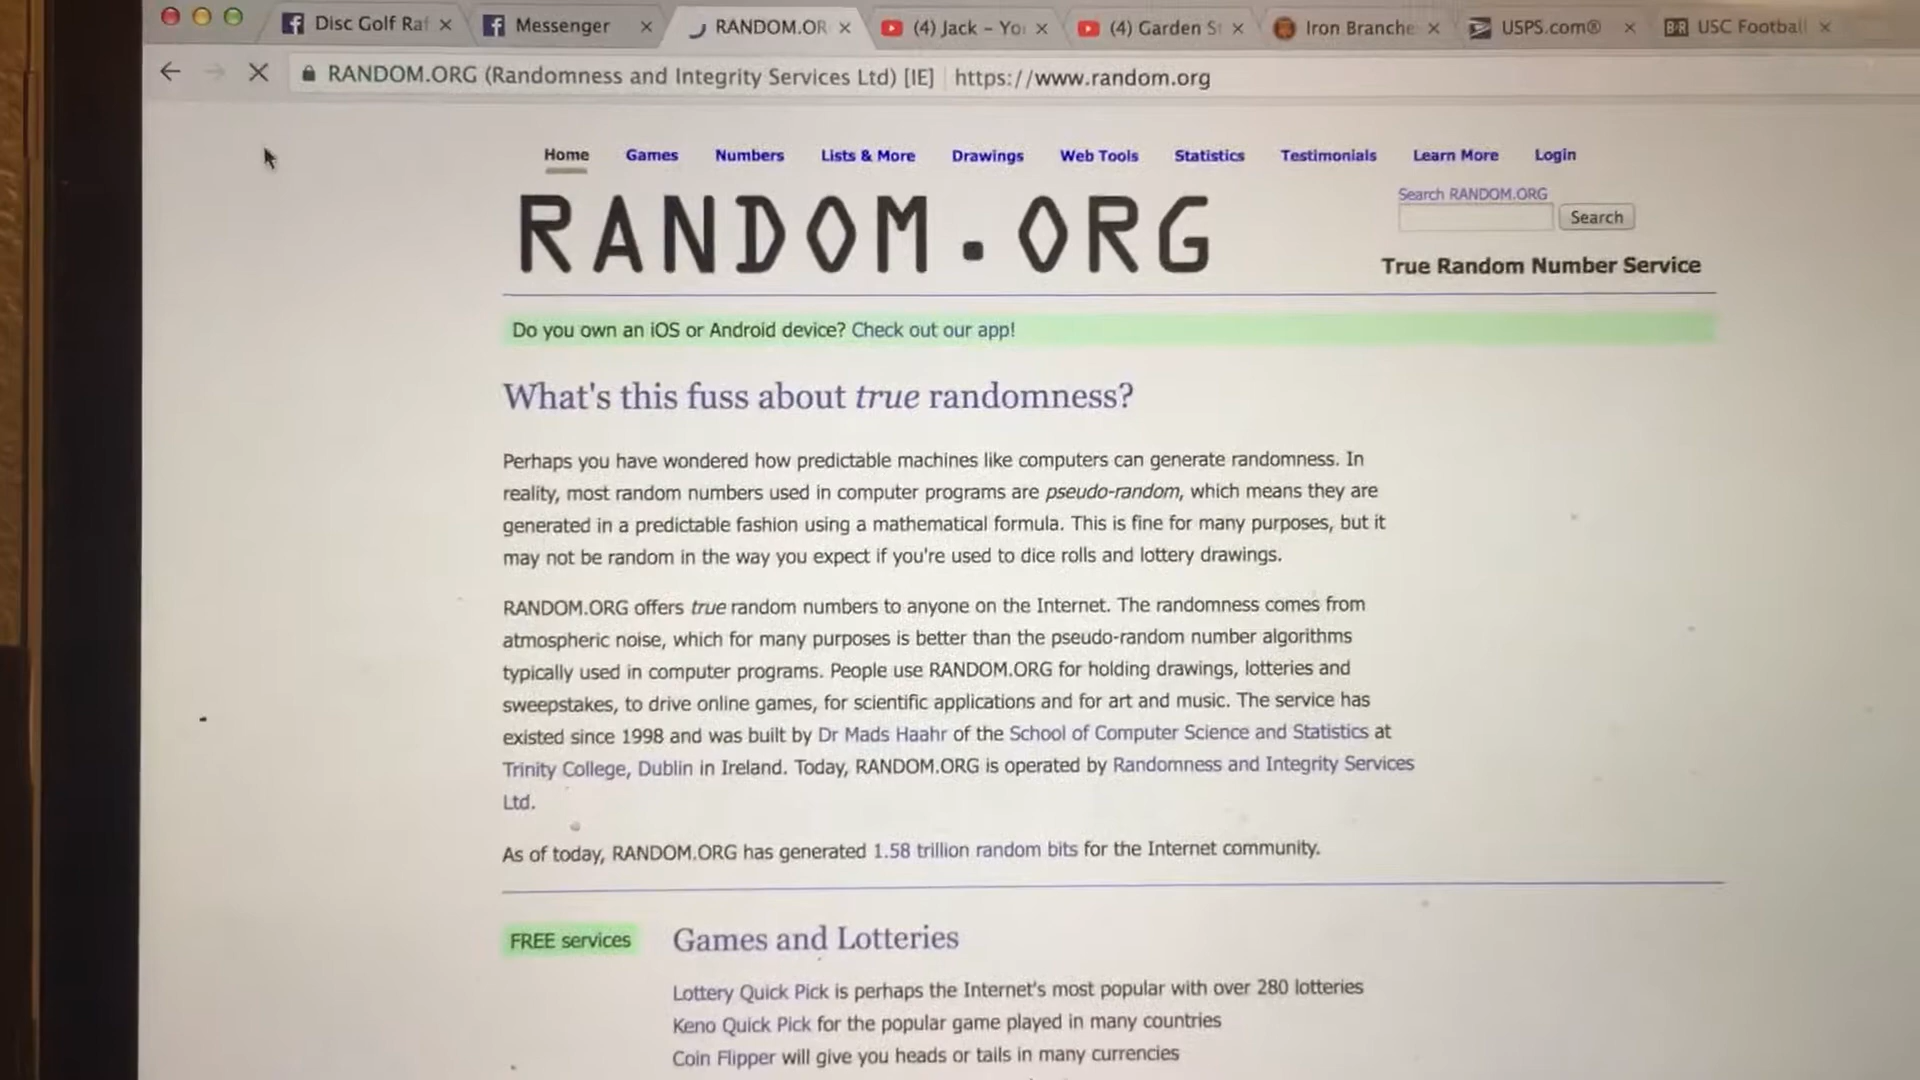 Disc Golf Raf
Messenger
RANDOM.OR
(4) Jack – You
(4) Garden St
Iron Branche
USPS.com®
USC Football
RANDOM.ORG (Randomness and Integrity Services Ltd) [IE] https://www.random.org
Home Games Numbers Lists & More Drawings Web Tools Statistics Testimonials Learn More Login
RANDOM.ORG
Search RANDOM.ORG
Search
True Random Number Service
Do you own an iOS or Android device? Check out our app!
What's this fuss about true randomness?
Perhaps you have wondered how predictable machines like computers can generate randomness. In
reality, most random numbers used in computer programs are pseudo-random, which means they are
generated in a predictable fashion using a mathematical formula. This is fine for many purposes, but it
may not be random in the way you expect if you're used to dice rolls and lottery drawings.
RANDOM.ORG offers true random numbers to anyone on the Internet. The randomness comes from
atmospheric noise, which for many purposes is better than the pseudo-random number algorithms
typically used in computer programs. People use RANDOM.ORG for holding drawings, lotteries and
sweepstakes, to drive online games, for scientific applications and for art and music. The service has
existed since 1998 and was built by Dr Mads Haahr of the School of Computer Science and Statistics at
Trinity College, Dublin in Ireland. Today, RANDOM.ORG is operated by Randomness and Integrity Services
Ltd.
As of today, RANDOM.ORG has generated 1.58 trillion random bits for the Internet community.
FREE services
Games and Lotteries
Lottery Quick Pick is perhaps the Internet's most popular with over 280 lotteries
Keno Quick Pick for the popular game played in many countries
Coin Flipper will give you heads or tails in many currencies